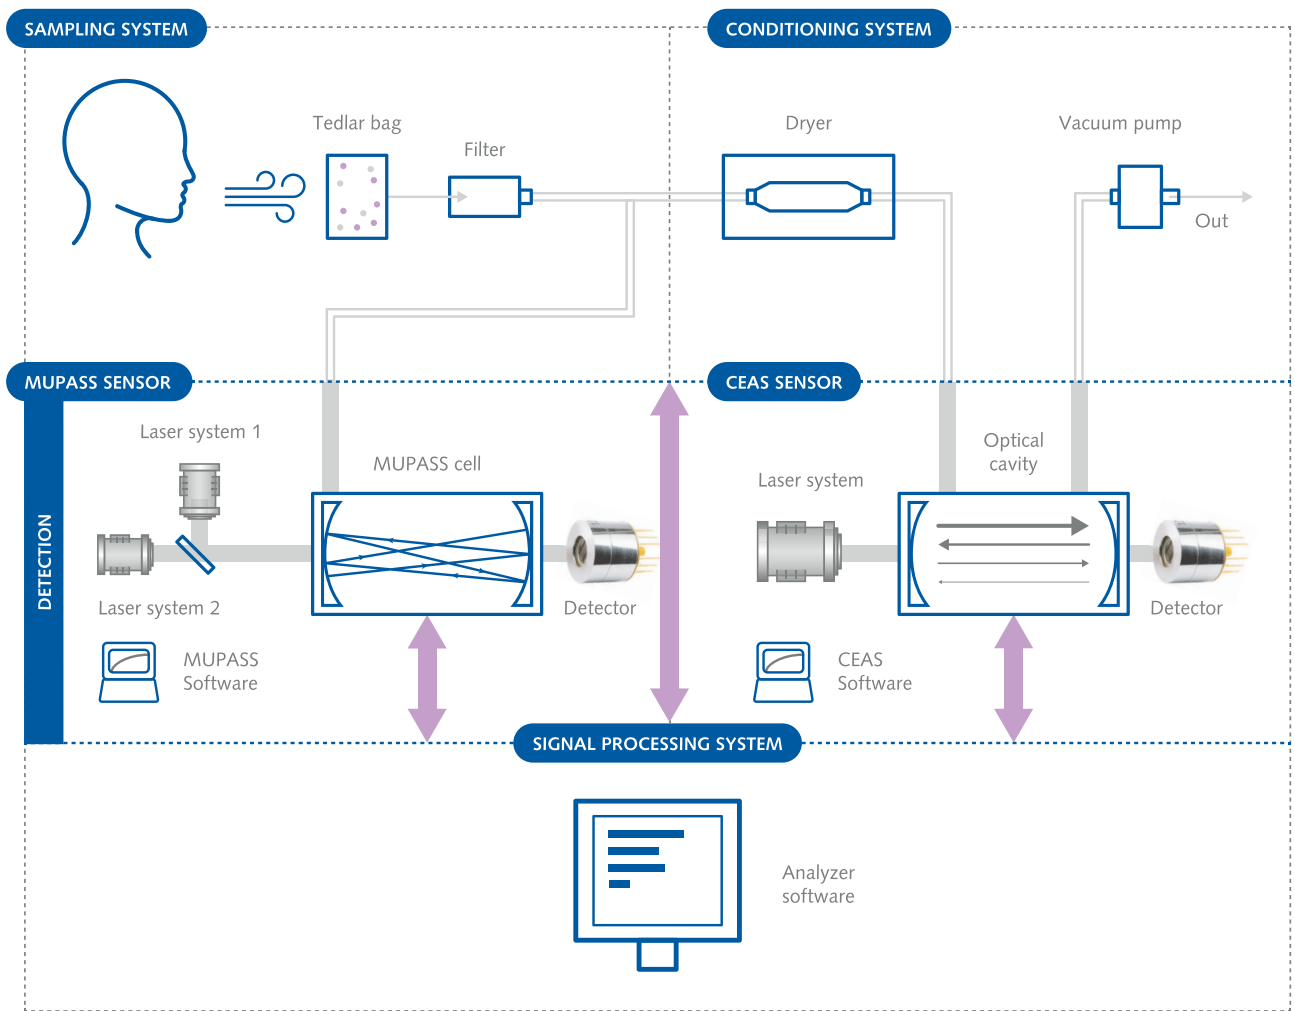 SAMPLING SYSTEM
CONDITIONING SYSTEM
Tedlar bag
Filter
Dryer
Vacuum pump
Out
MUPASS SENSOR
CEAS SENSOR
DETECTION
Laser system 1
MUPASS cell
Laser system 2
Detector
MUPASS
Software
Optical
cavity
Laser system
Detector
CEAS
Software
SIGNAL PROCESSING SYSTEM
Analyzer
software